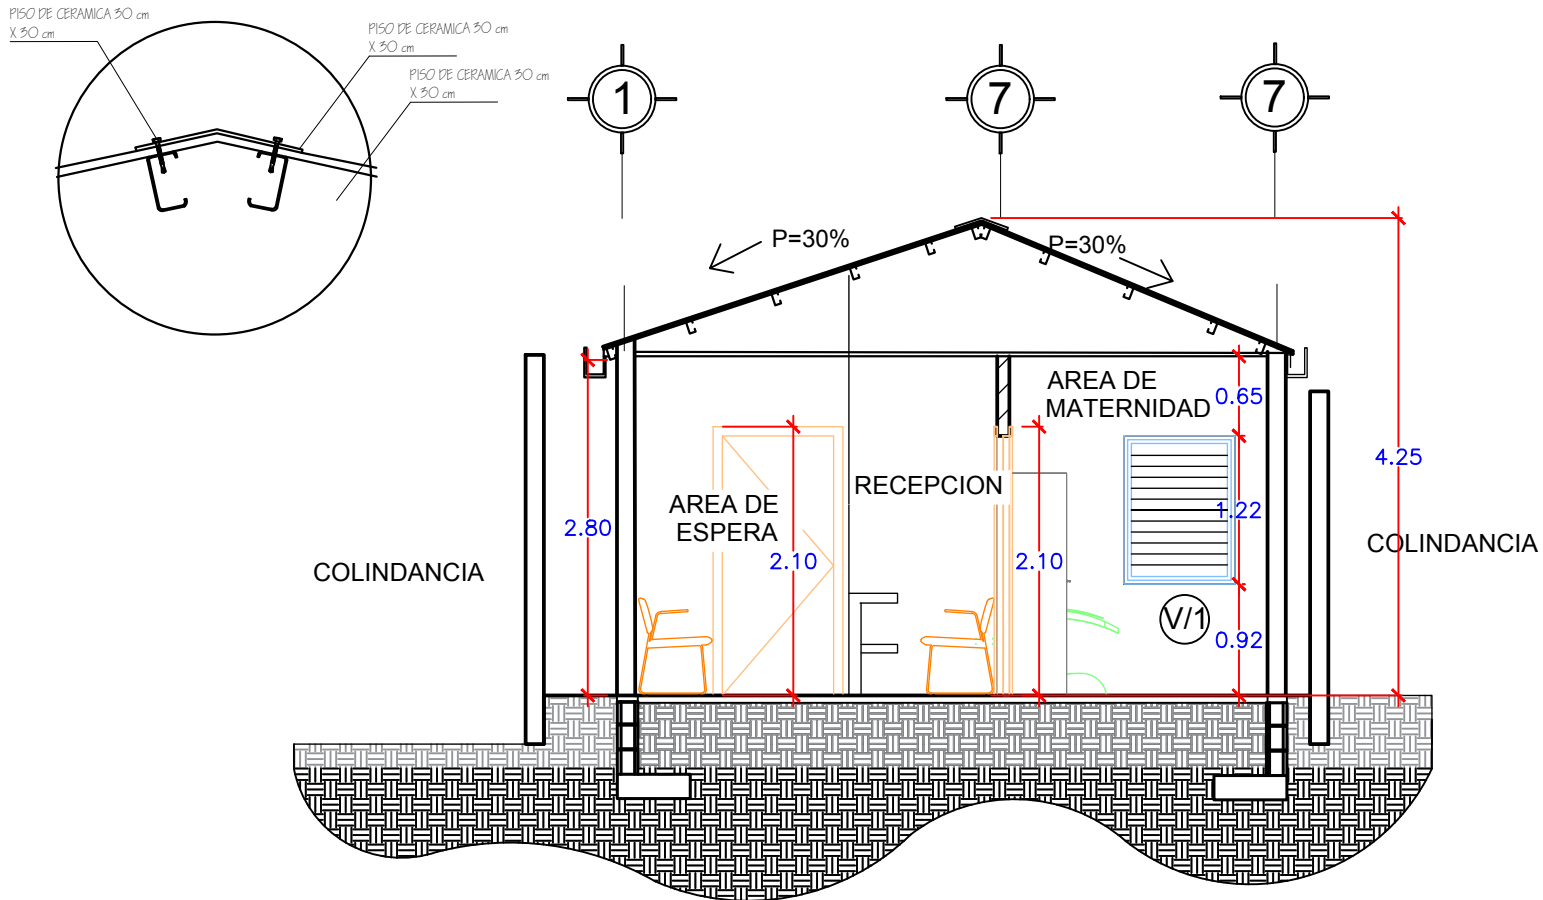 PISO DE CERAMICA 30 cm
X 30 cm
PISO DE CERAMICA 30 cm
X 30 cm
PISO DE CERAMICA 30 cm
X 30 cm
1
7
7
P=30%
P=30%
AREA DE
MATERNIDAD
0.65
4.25
RECEPCION
AREA DE
ESPERA
1.22
2.80
2.10
2.10
COLINDANCIA
COLINDANCIA
V/1
0.92